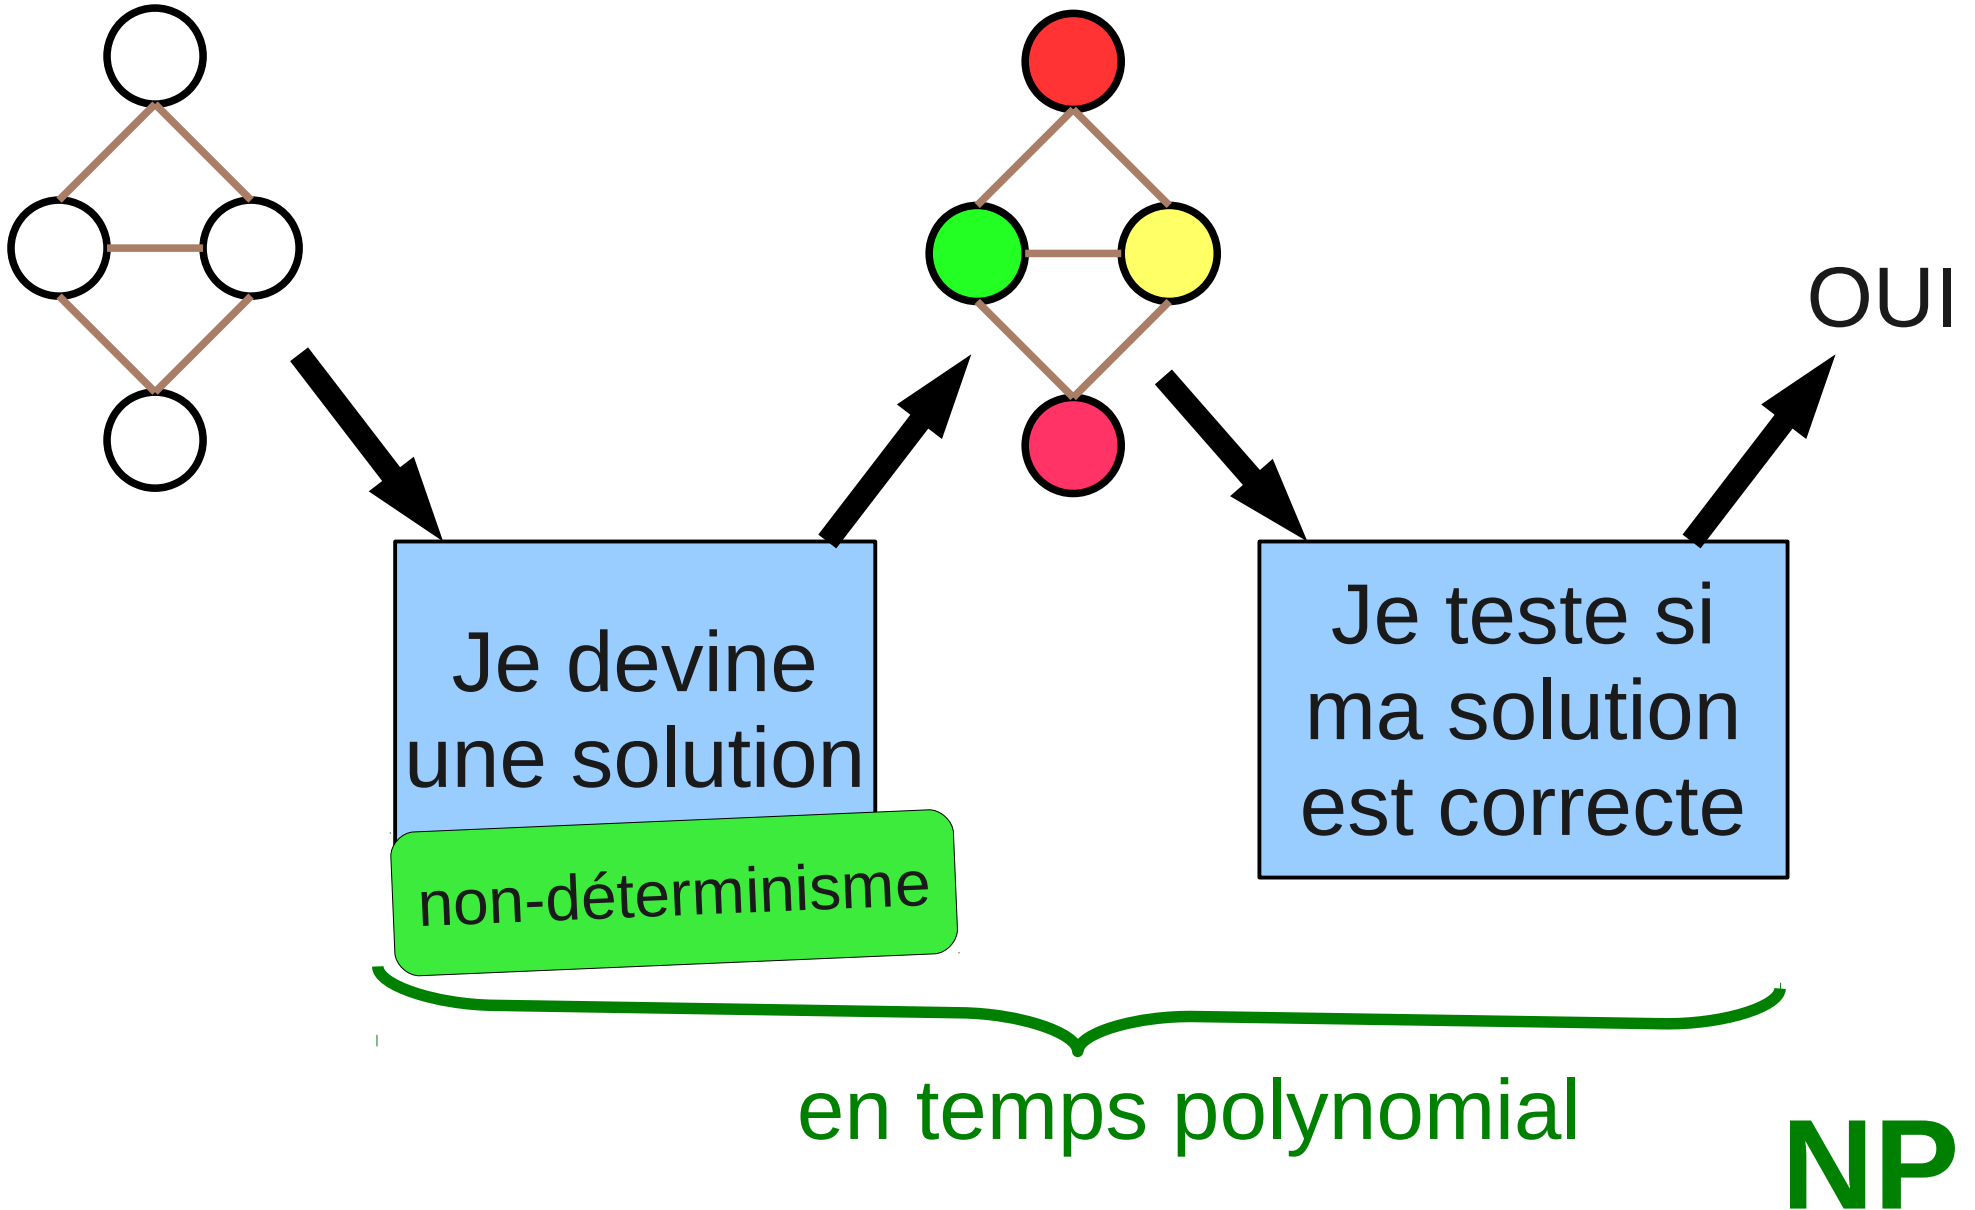 OUI
Je devine
une solution
non-déterminisme
Je teste si
ma solution
est correcte
en temps polynomial
NP